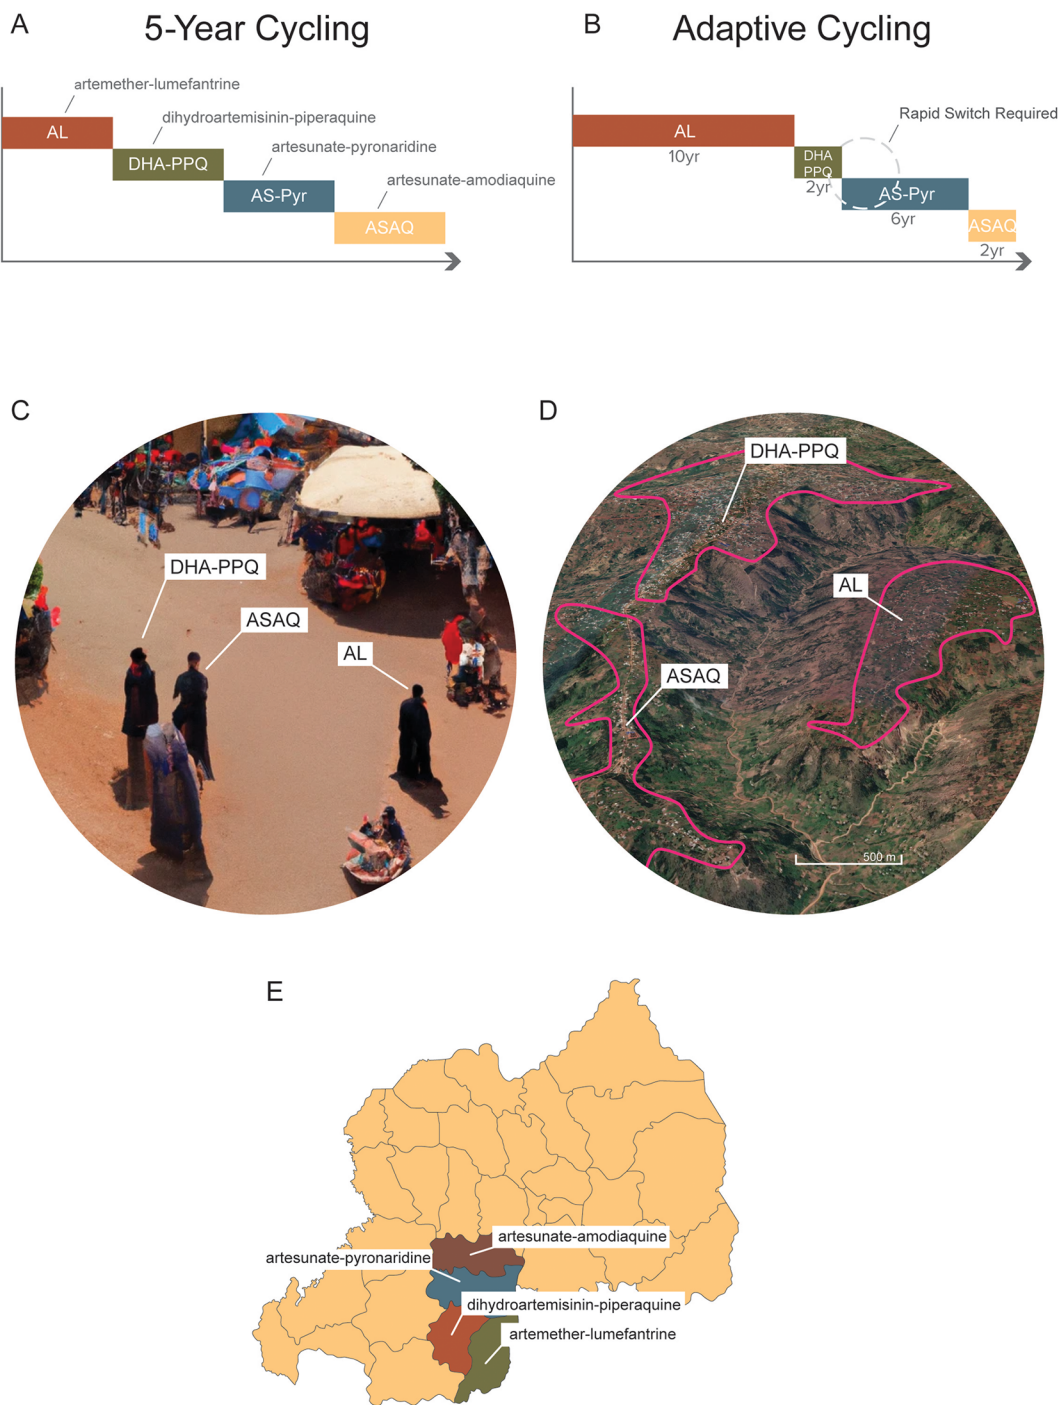 A
5-Year Cycling
artemether-lumefantrine
AL
dihydroartemisinin-piperaquine
DHA-PPQ
artesunate-pyronaridine
AS-Pyr
artesunate-amodiaquine
ASAQ
B
Adaptive Cycling
Rapid Switch Required
AL
10yr
DHA
PPQ
2yr
AS-Pyr
6yr
ASAQ
2yr
C
DHA-PPQ
ASAQ
AL
D
DHA-PPQ
AL
ASAQ
500 m
E
artesunate-amodiaquine
artesunate-pyronaridine
dihydroartemisinin-piperaquine
artemether-lumefantrine